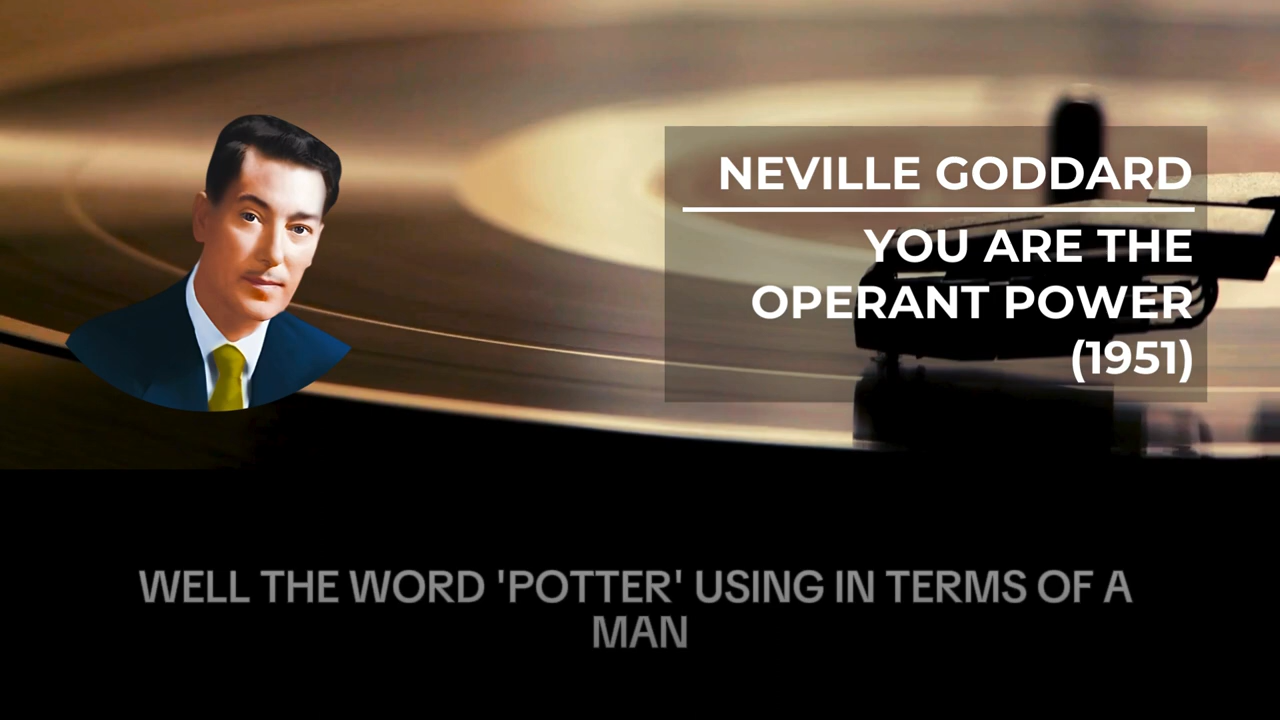 NEVILLE GODDARD
YOU ARE THE
OPERANT POWER
(1951)
WELL THE WORD 'POTTER' USING IN TERMS OF A
MAN